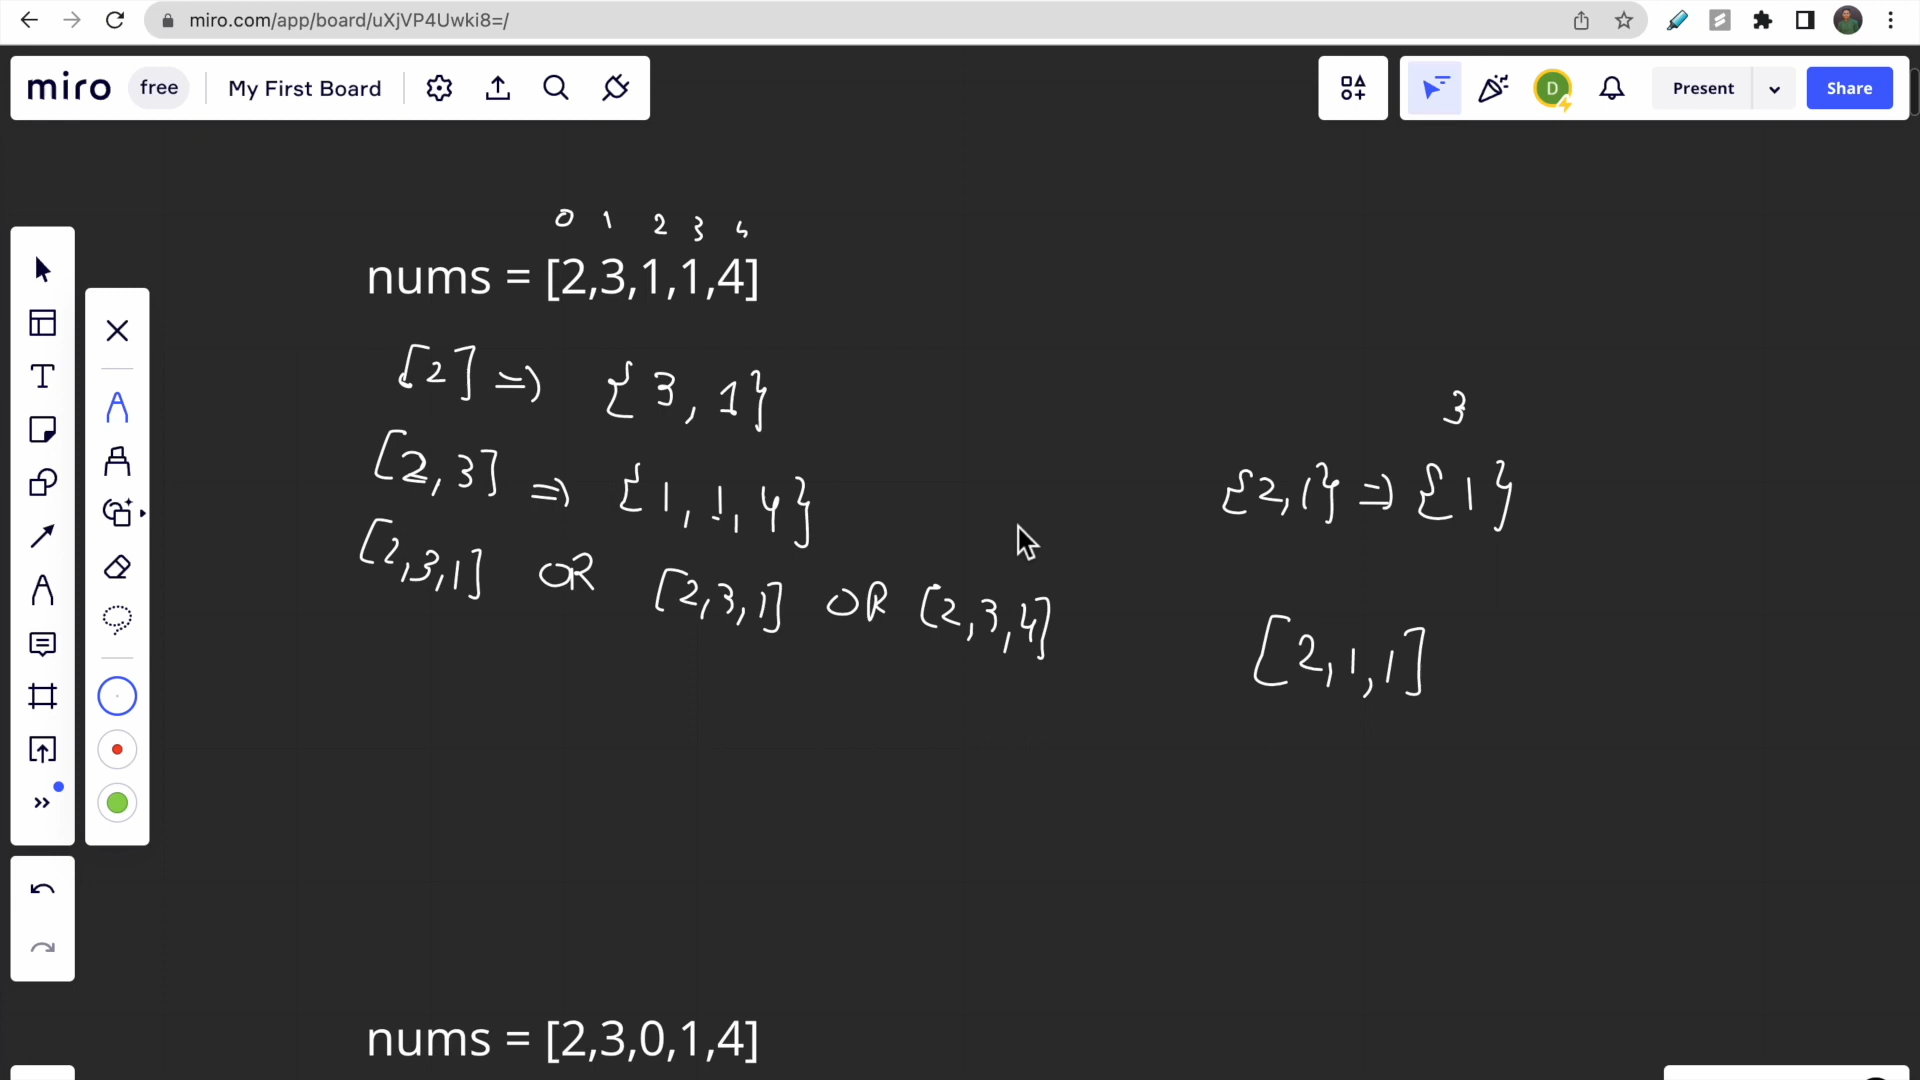 miro.com/app/board/uXjVP4Uwki8=/
miro free My First Board D Present Share
0 1 2 3 4
nums = [2,3,1,1,4]
[2] => {3, 1}
3
[2,3] => {1, 1, 4}
{2,1} => {1}
[2,3,1] OR [2,3,1] OR [2,3,4]
[2,1,1]
nums = [2,3,0,1,4]